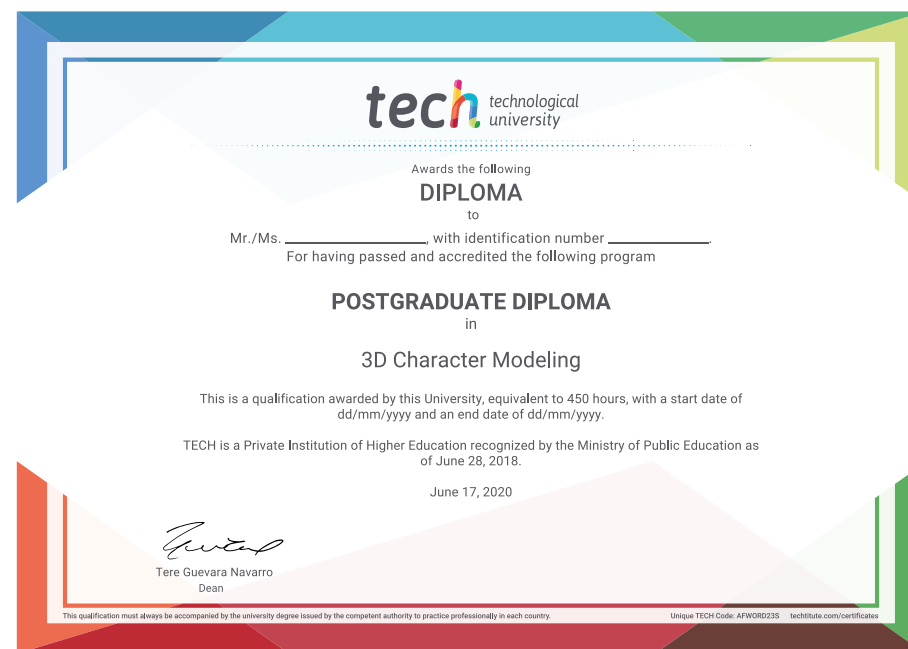 tech technological
university
Awards the following
DIPLOMA
to
Mr./Ms. ____________, with identification number ____________.
For having passed and accredited the following program
POSTGRADUATE DIPLOMA
in
3D Character Modeling
This is a qualification awarded by this University, equivalent to 450 hours, with a start date of
dd/mm/yyyy and an end date of dd/mm/yyyy.
TECH is a Private Institution of Higher Education recognized by the Ministry of Public Education as
of June 28, 2018.
June 17, 2020
Tere Guevara Navarro
Dean
This qualification must always be accompanied by the university degree issued by the competent authority to practice professionally in each country. Unique TECH Code: AFWORD23S techtitute.com/certificates